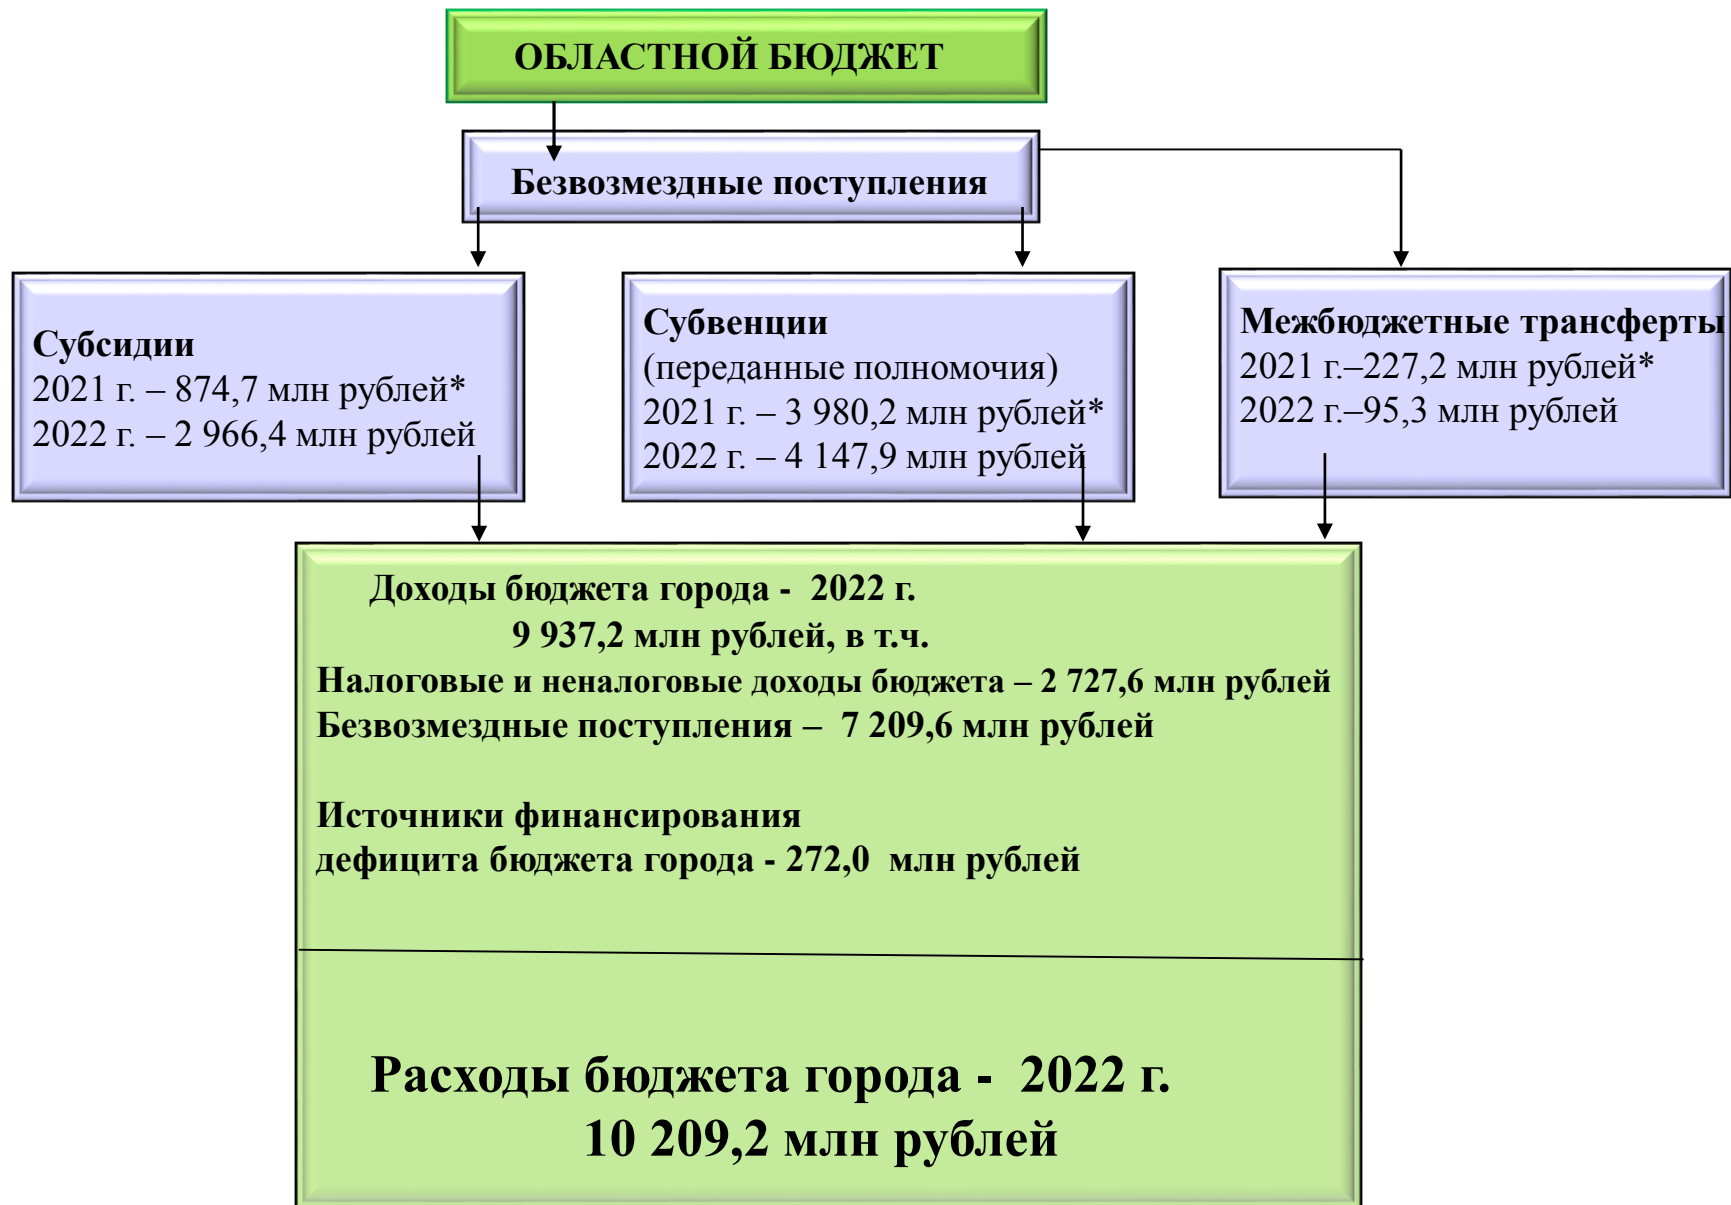 ОБЛАСТНОЙ БЮДЖЕТ
Безвозмездные поступления
Субсидии
2021 г. – 874,7 млн рублей*
2022 г. – 2 966,4 млн рублей
Субвенции
(переданные полномочия)
2021 г. – 3 980,2 млн рублей*
2022 г. – 4 147,9 млн рублей
Межбюджетные трансферты
2021 г.–227,2 млн рублей*
2022 г.–95,3 млн рублей
Доходы бюджета города - 2022 г.
9 937,2 млн рублей, в т.ч.
Налоговые и неналоговые доходы бюджета – 2 727,6 млн рублей
Безвозмездные поступления – 7 209,6 млн рублей
Источники финансирования
дефицита бюджета города - 272,0 млн рублей
Расходы бюджета города - 2022 г.
10 209,2 млн рублей